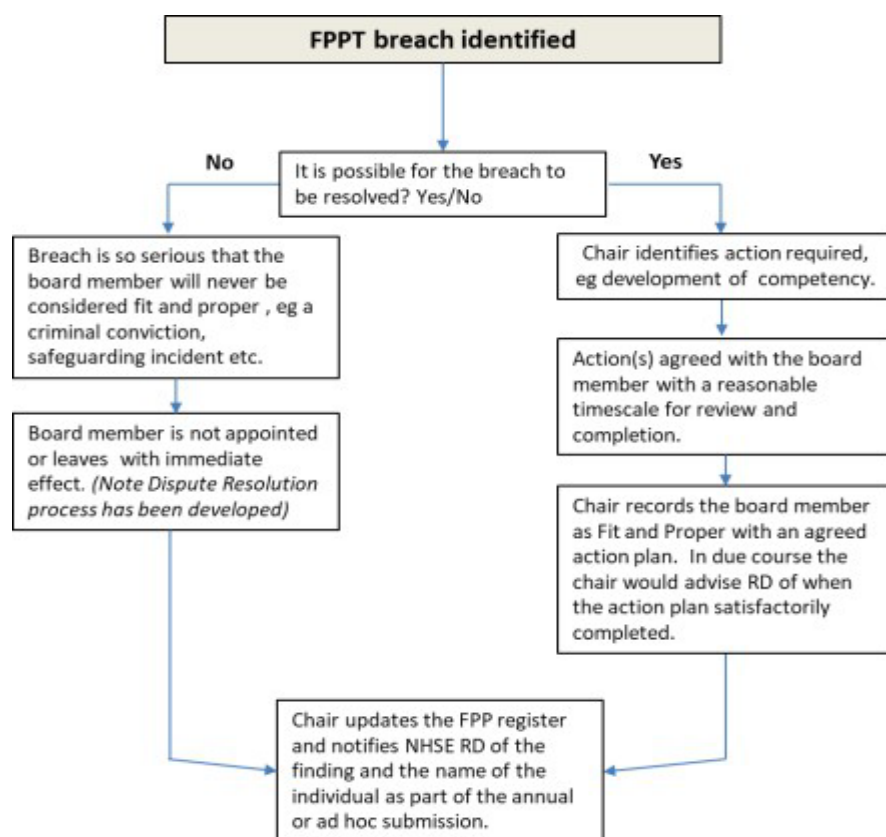 FPPT breach identified
No
It is possible for the breach to
be resolved? Yes/No
Yes
Breach is so serious that the
board member will never be
considered fit and proper , eg a
criminal conviction,
safeguarding incident etc.
Board member is not appointed
or leaves with immediate
effect. (Note Dispute Resolution
process has been developed)
Chair identifies action required,
eg development of competency.
Action(s) agreed with the board
member with a reasonable
timescale for review and
completion.
Chair records the board member
as Fit and Proper with an agreed
action plan. In due course the
chair would advise RD of when
the action plan satisfactorily
completed.
Chair updates the FPP register
and notifies NHSE RD of the
finding and the name of the
individual as part of the annual
or ad hoc submission.